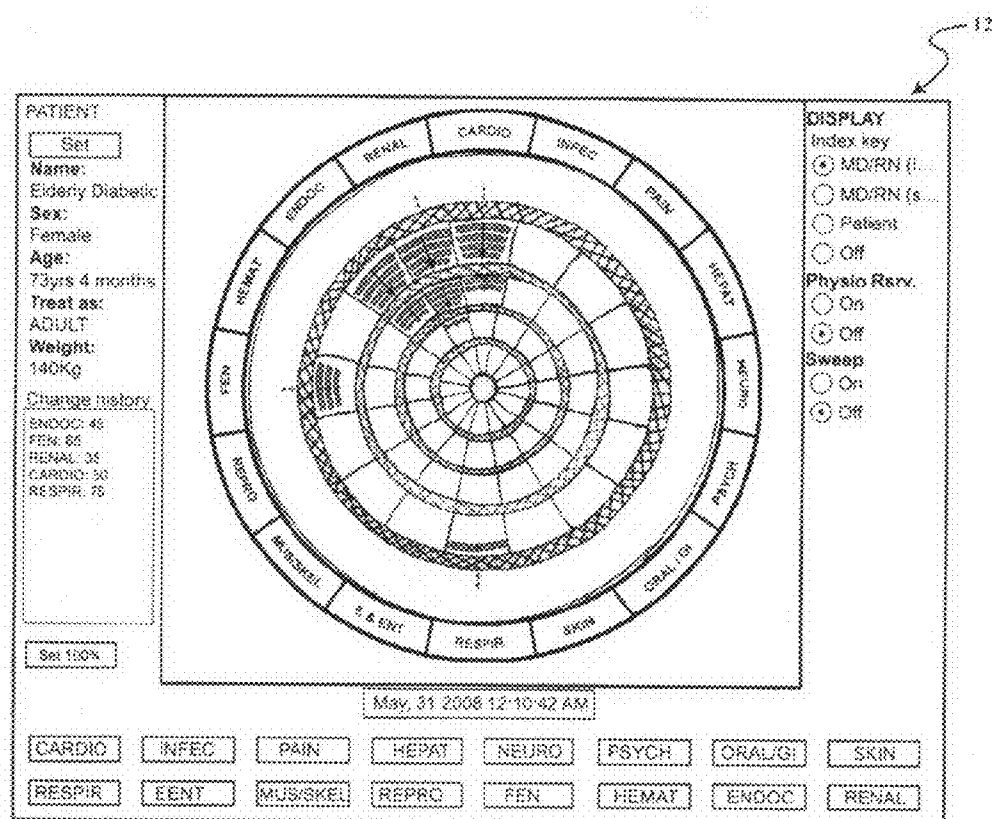 12
PATIENT
Set
Name:
Elderly Diabetic
Sex:
Female
Age:
73yrs 4 months
Treat as:
ADULT
Weight:
140Kg
Change history
ENDOC: 45
FEN: 65
RENAL: 35
CARDIO: 50
RESPIR: 75
Set 100%
CARDIO
INFEC
PAIN
HEPAT
NEURO
PSYCH
ORAL/GI
SKIN
RESPIR
E & ENT
MUS/SKEL
REPRO
FEN
HEMAT
ENDOC
RENAL
DISPLAY
Index key
MD/RN (l...
MD/RN (s...
Patient
Off
Physio Rsrv.
On
Off
Sweep
On
Off
May, 31 2008 12:10:42 AM
CARDIO INFEC PAIN HEPAT NEURO PSYCH ORAL/GI SKIN
RESPIR EENT MUS/SKEL REPRO FEN HEMAT ENDOC RENAL